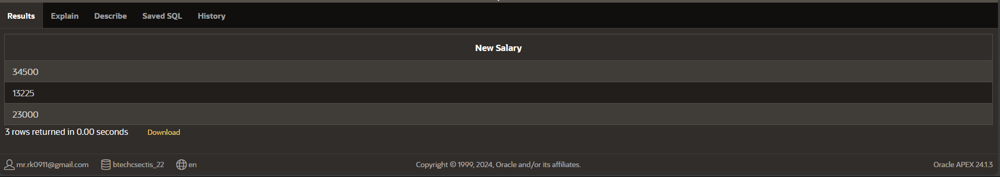 Results Explain Describe Saved SQL History
New Salary
34500
13225
23000
3 rows returned in 0.00 seconds Download
mr.rk0911@gmail.com btechcsectis_22 en Copyright © 1999, 2024, Oracle and/or its affiliates. Oracle APEX 24.1.3